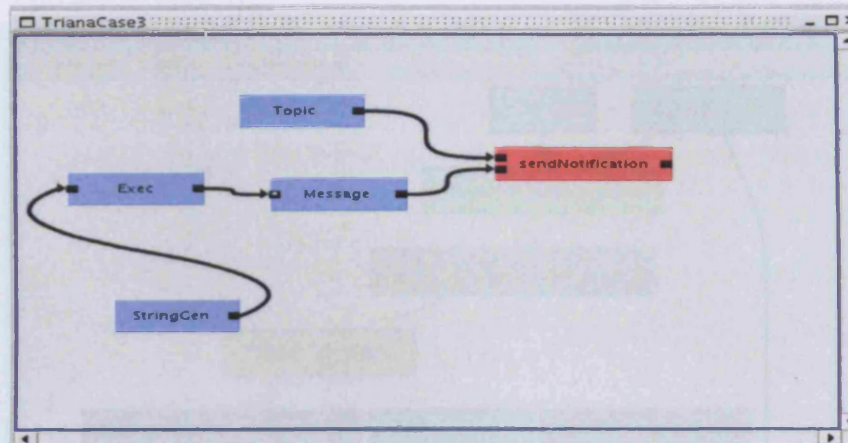 TrianaCase3
Topic
sendNotification
Exec
Message
StringGen